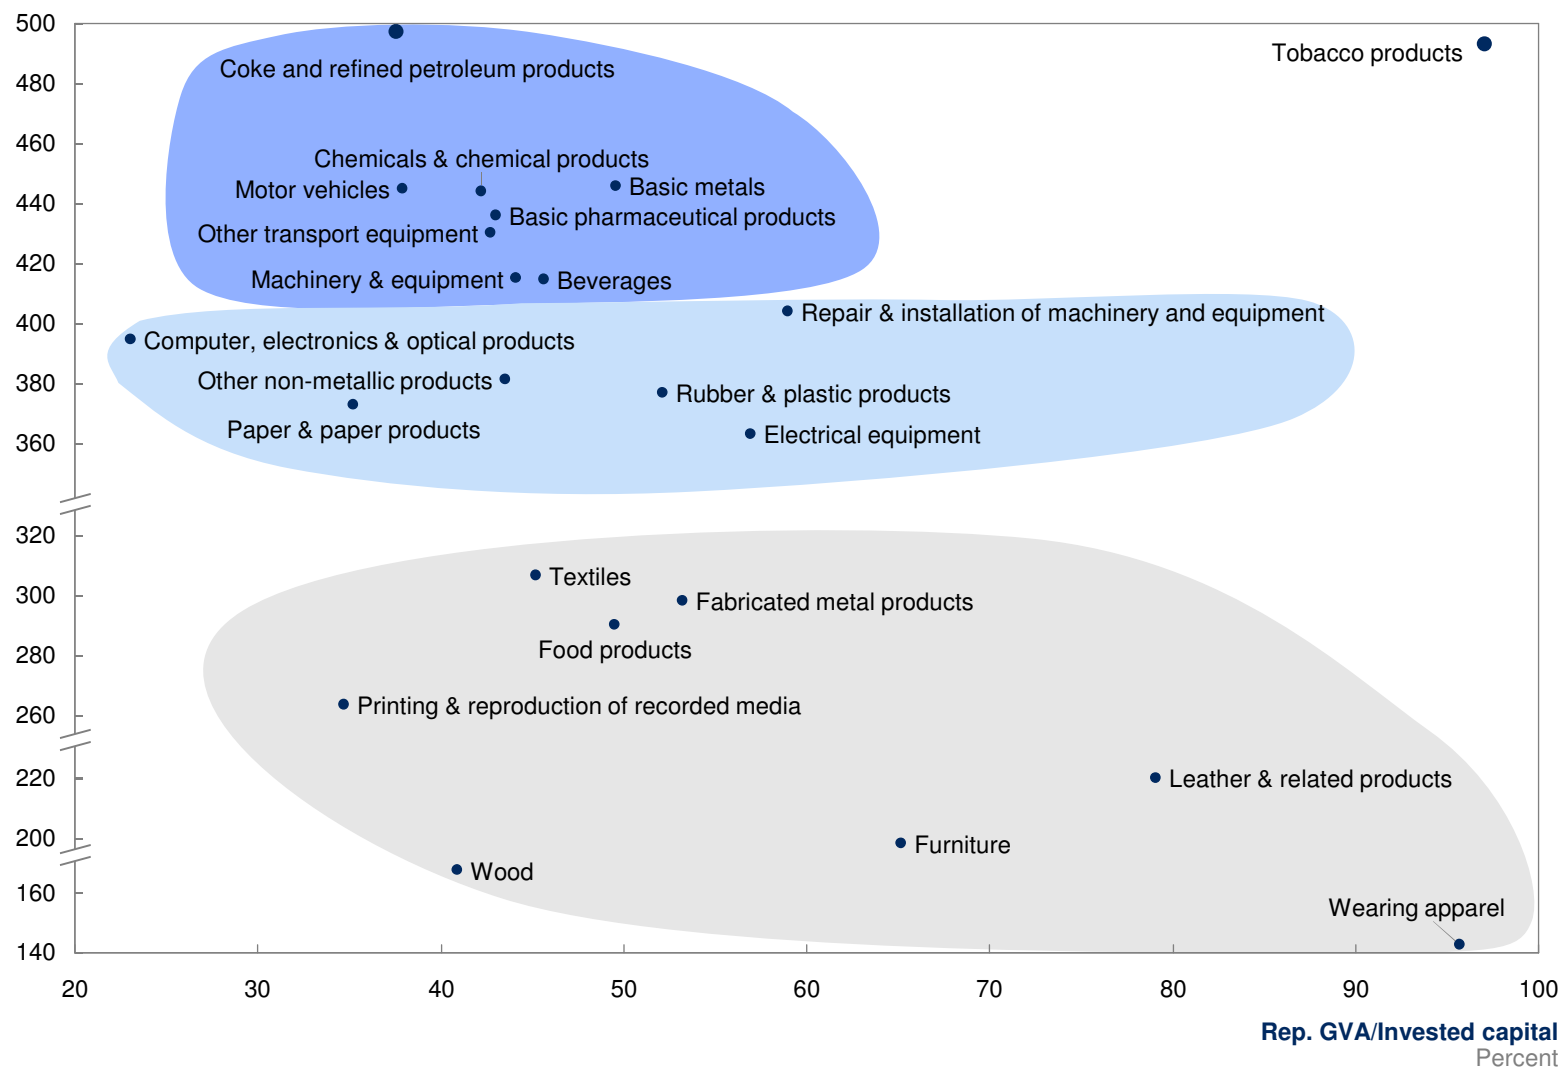 500
Tobacco products
Coke and refined petroleum products
480
460
Chemicals & chemical products
Motor vehicles
Basic metals
440
Basic pharmaceutical products
Other transport equipment
420
Machinery & equipment
Beverages
Repair & installation of machinery and equipment
400
Computer, electronics & optical products
Other non-metallic products
380
Rubber & plastic products
Paper & paper products
Electrical equipment
360
320
Textiles
300
Fabricated metal products
Food products
280
Printing & reproduction of recorded media
260
220
Leather & related products
200
Furniture
Wood
160
Wearing apparel
140
20 30 40 50 60 70 80 90 100
Rep. GVA/Invested capital
Percent